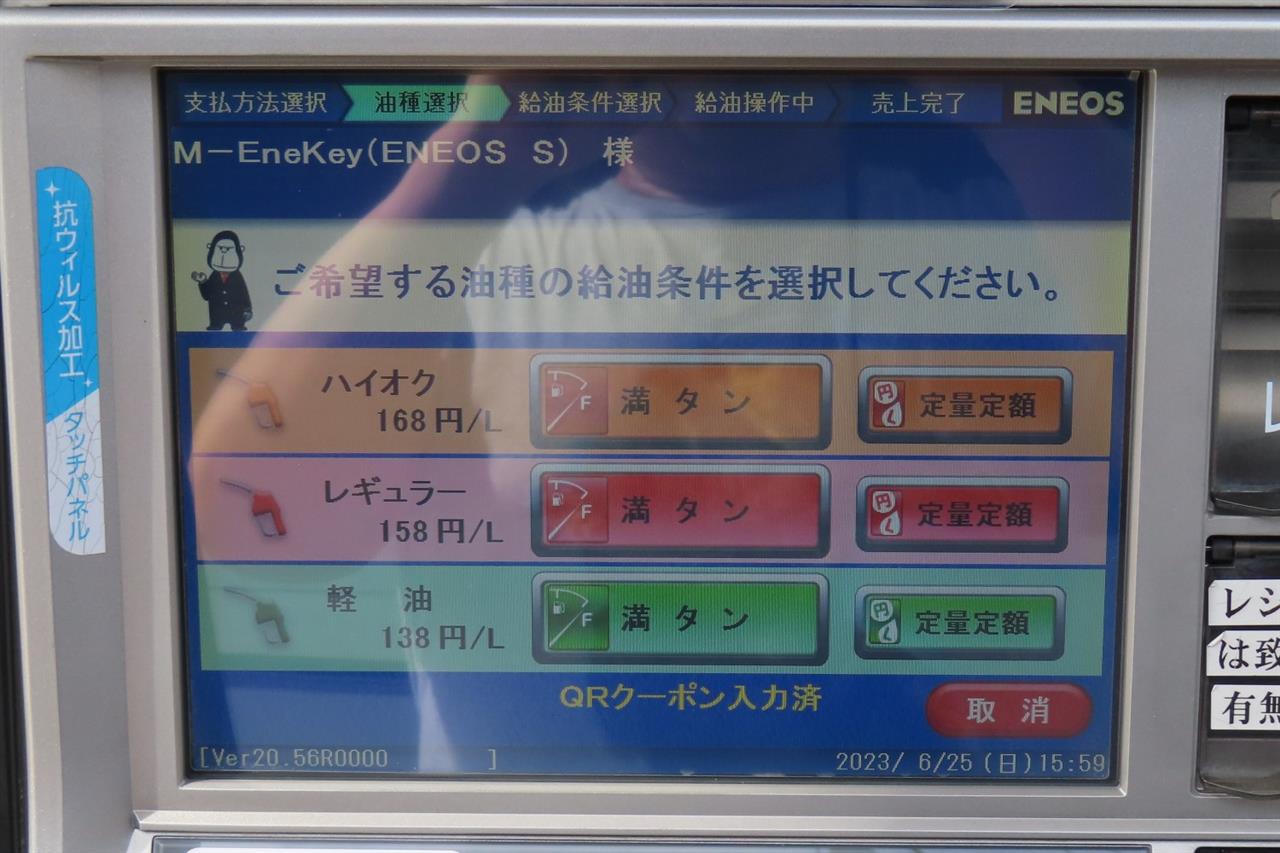 支払方法選択 油種選択 給油条件選択 給油操作中 売上完了 ENEOS
M-EneKey(ENEOS S) 様
ご希望する油種の給油条件を選択してください。
ハイオク
168円/L
F
満タン
円
定量定額
レギュラー
158円/L
F
満タン
円
定量定額
軽油
138円/L
F
満タン
円
定量定額
QRクーポン入力済
取消
[Ver20.56R0000 ]
2023/ 6/25(日)15:59
抗ウィルス加工
タッチパネル
レシ
は致
有無